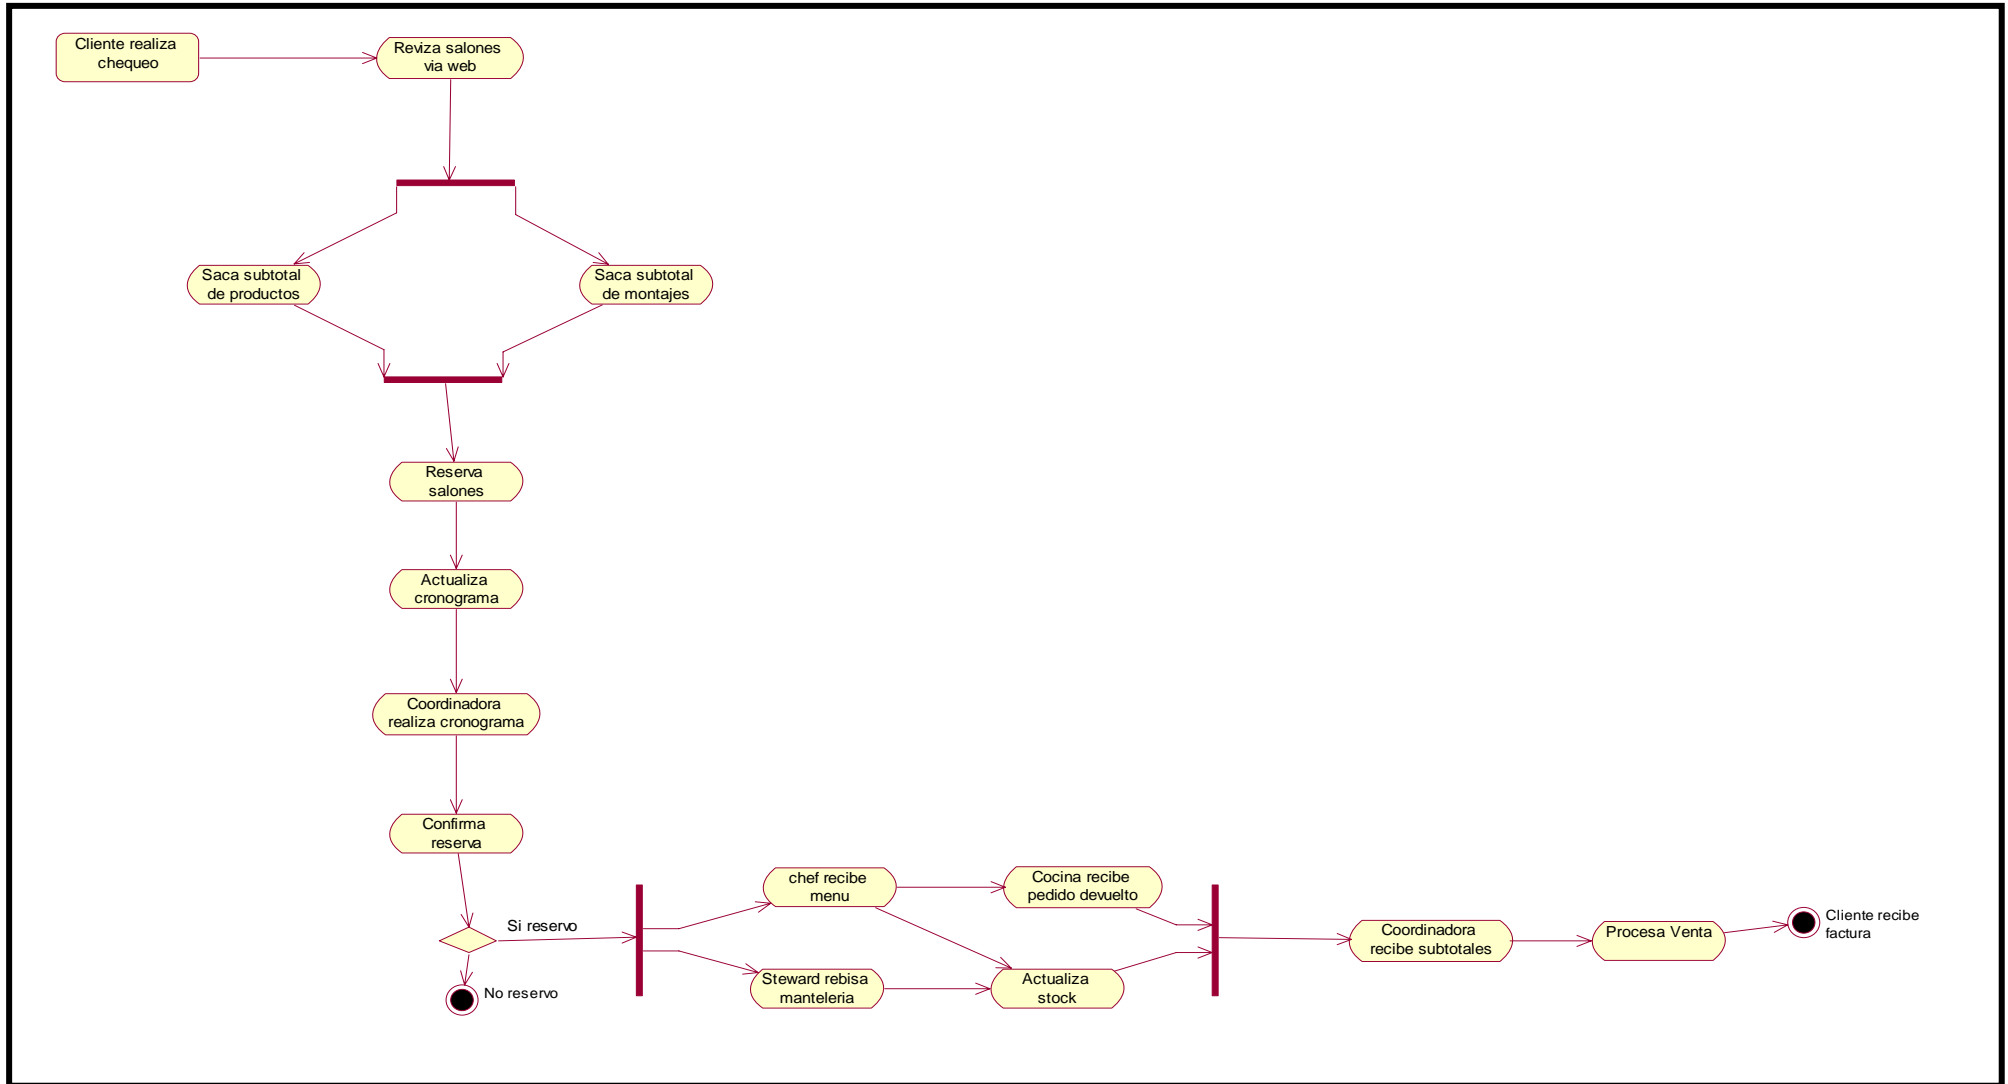 Cliente realiza
chequeo
Reviza salones
via web
Saca subtotal
de productos
Saca subtotal
de montajes
Reserva
salones
Actualiza
cronograma
Coordinadora
realiza cronograma
Confirma
reserva
Si reservo
No reservo
chef recibe
menu
Cocina recibe
pedido devuelto
Steward rebisa
manteleria
Actualiza
stock
Coordinadora
recibe subtotales
Procesa Venta
Cliente recibe
factura